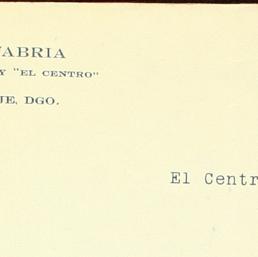 ABRIA
Y "EL CENTRO"
JE, DGO.
El Centr